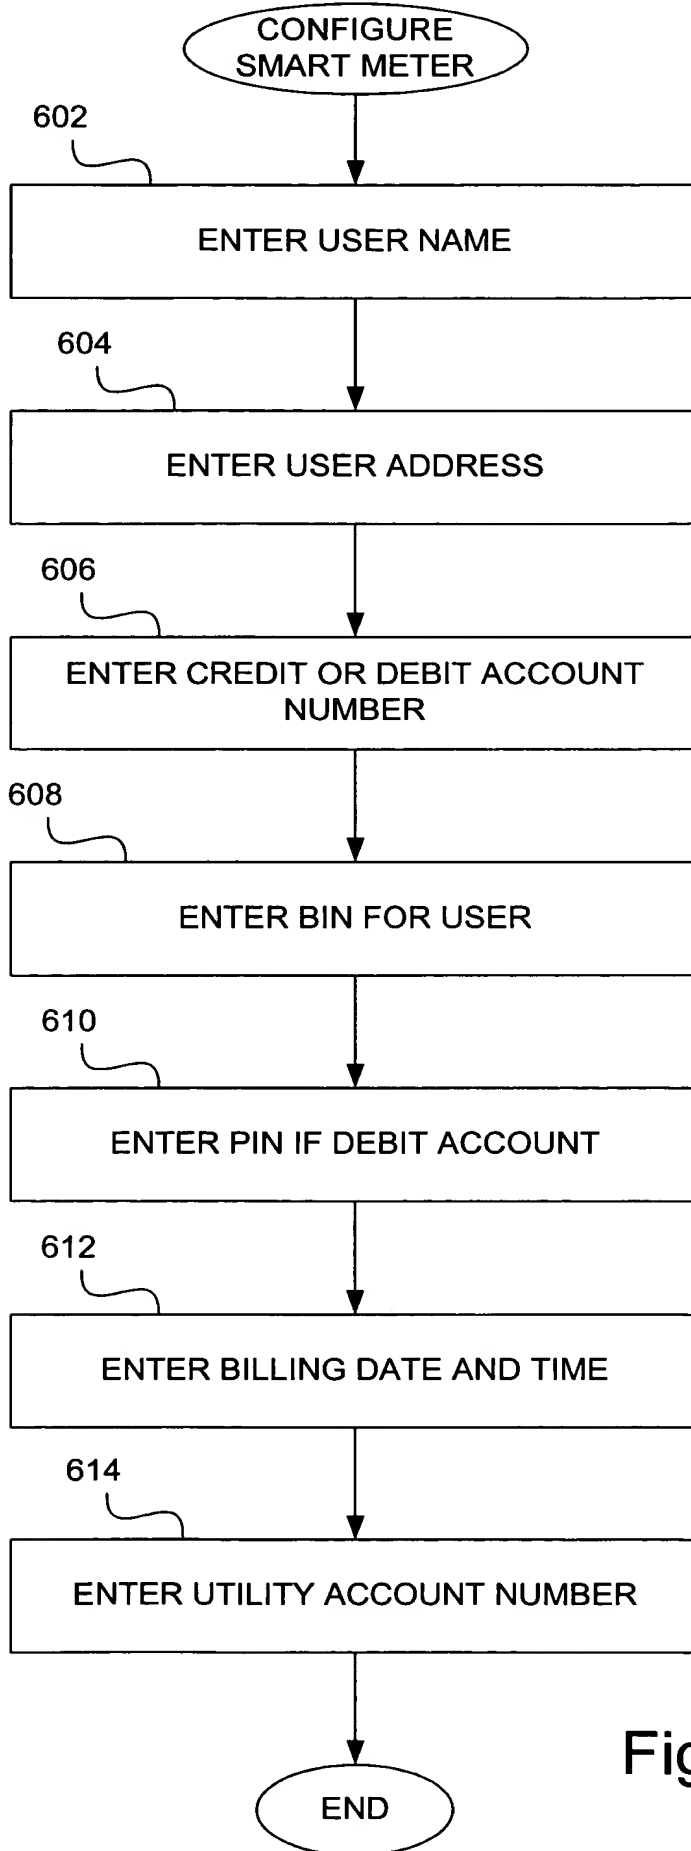 CONFIGURE
SMART METER
602
ENTER USER NAME
604
ENTER USER ADDRESS
606
ENTER CREDIT OR DEBIT ACCOUNT
NUMBER
608
ENTER BIN FOR USER
610
ENTER PIN IF DEBIT ACCOUNT
612
ENTER BILLING DATE AND TIME
614
ENTER UTILITY ACCOUNT NUMBER
Fig
END